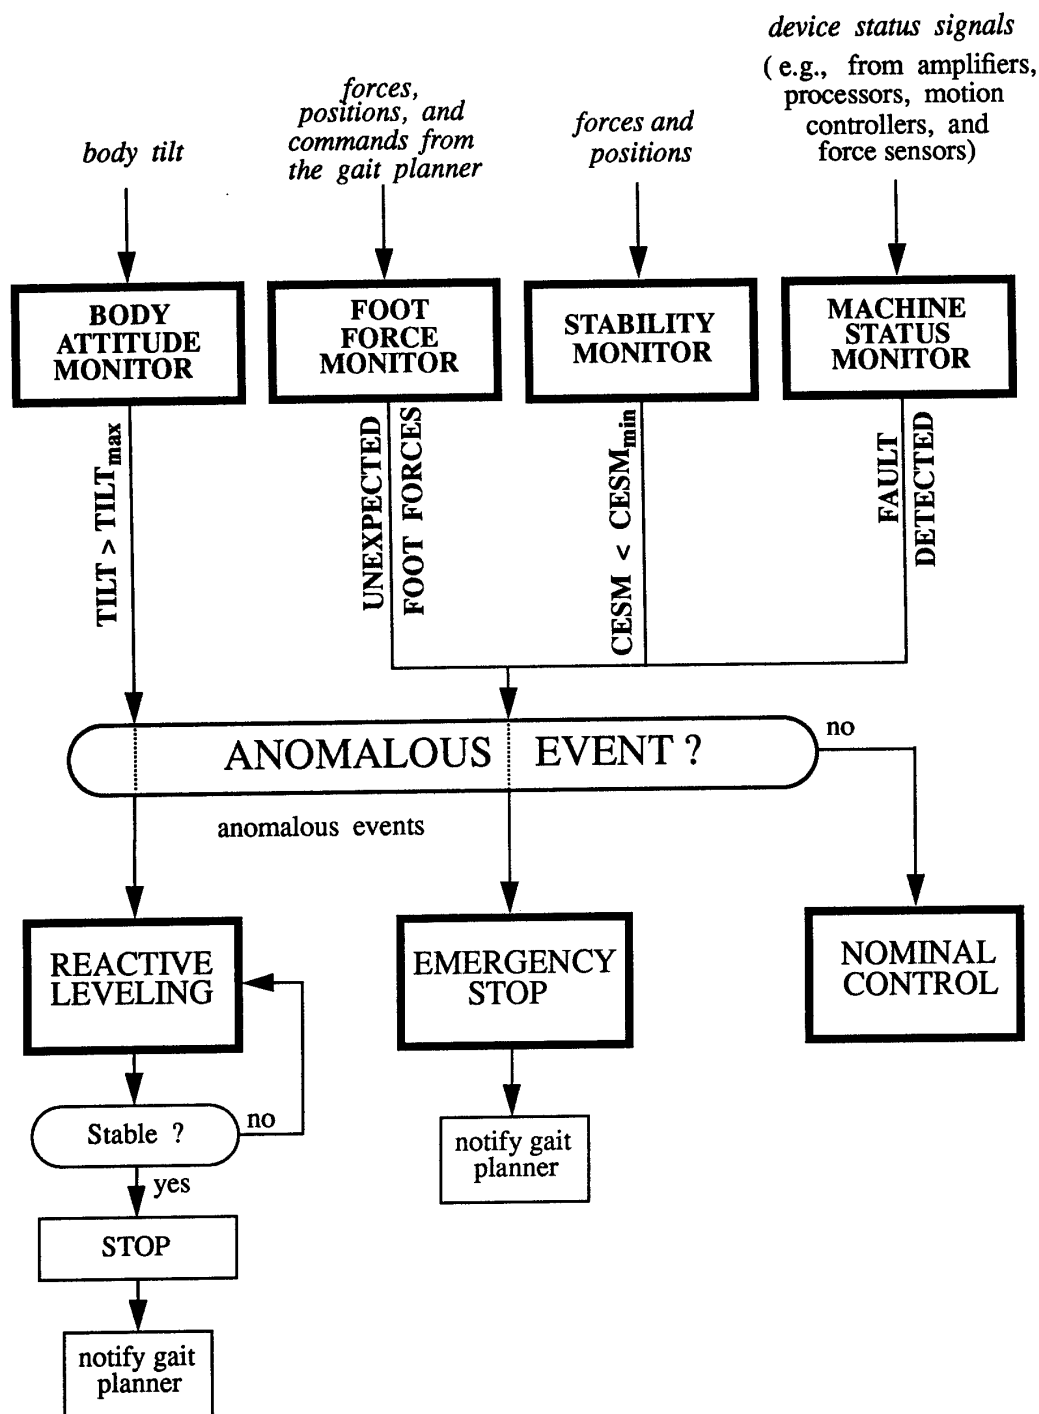 device status signals
( e.g., from amplifiers,
processors, motion
controllers, and
force sensors)
forces,
positions, and
commands from
the gait planner
forces and
positions
body tilt
BODY
ATTITUDE
MONITOR
FOOT
FORCE
MONITOR
STABILITY
MONITOR
MACHINE
STATUS
MONITOR
TILT > TILTmax
UNEXPECTED
FOOT FORCES
CESM < CESMmin
FAULT
DETECTED
ANOMALOUS EVENT ?
no
anomalous events
REACTIVE
LEVELING
EMERGENCY
STOP
NOMINAL
CONTROL
Stable ?
no
yes
notify gait
planner
STOP
notify gait
planner